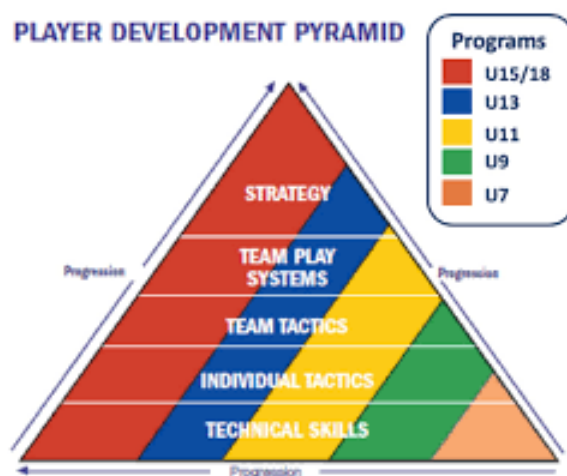 PLAYER DEVELOPMENT PYRAMID
Programs
U15/18
U13
U11
U9
U7
STRATEGY
TEAM PLAY
SYSTEMS
TEAM TACTICS
INDIVIDUAL TACTICS
TECHNICAL SKILLS
Progression
Progression
Progression